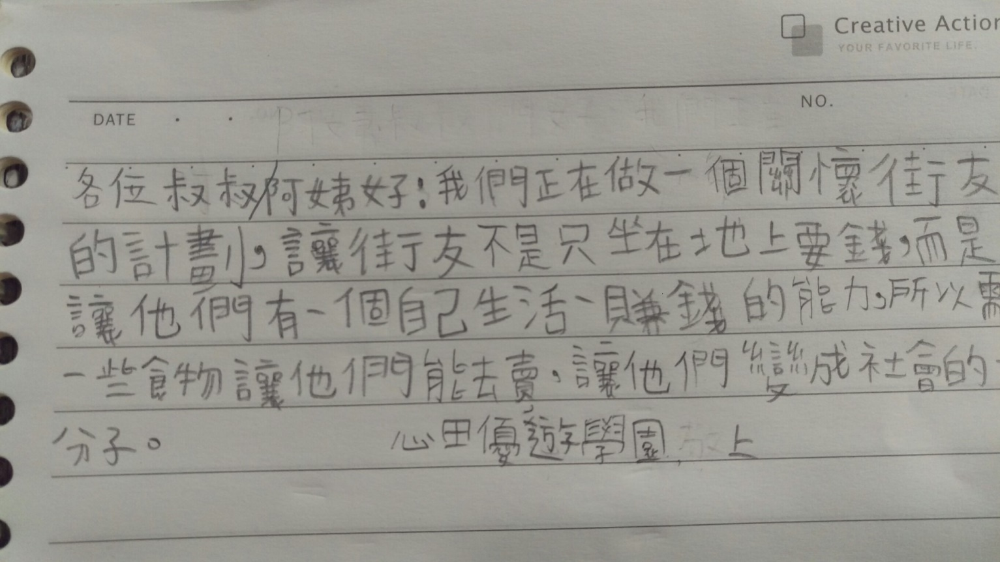 Creative Action
YOUR FAVORITE LIFE.
DATE . . NO.
各位叔叔/阿姨好:我們正在做一個關懷街友
的計劃,讓街友不是只坐在地上要錢,而是
讓他們有一個自己生活、賺錢的能力,所以需
一些食物讓他們能去賣,讓他們變成社會的一
分子。 心田優遊學園 敬上